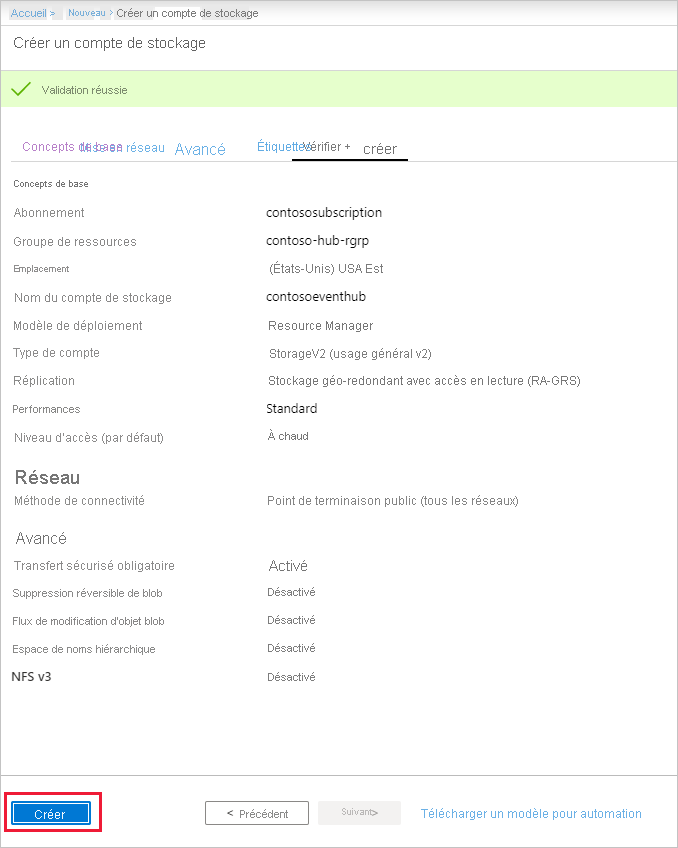 Accueil > Nouveau > Créer un compte de stockage
Créer un compte de stockage
Validation réussie
Concepts de base Mise en réseau Avancé Étiquettes Vérifier + créer
Concepts de base
Abonnement contososubscription
Groupe de ressources contoso-hub-rgrp
Emplacement (États-Unis) USA Est
Nom du compte de stockage contosoeventhub
Modèle de déploiement Resource Manager
Type de compte StorageV2 (usage général v2)
Réplication Stockage géo-redondant avec accès en lecture (RA-GRS)
Performances Standard
Niveau d'accès (par défaut) À chaud
Réseau
Méthode de connectivité Point de terminaison public (tous les réseaux)
Avancé
Transfert sécurisé obligatoire Activé
Suppression réversible de blob Désactivé
Flux de modification d'objet blob Désactivé
Espace de noms hiérarchique Désactivé
NFS v3 Désactivé
Créer < Précédent Suivant> Télécharger un modèle pour automation